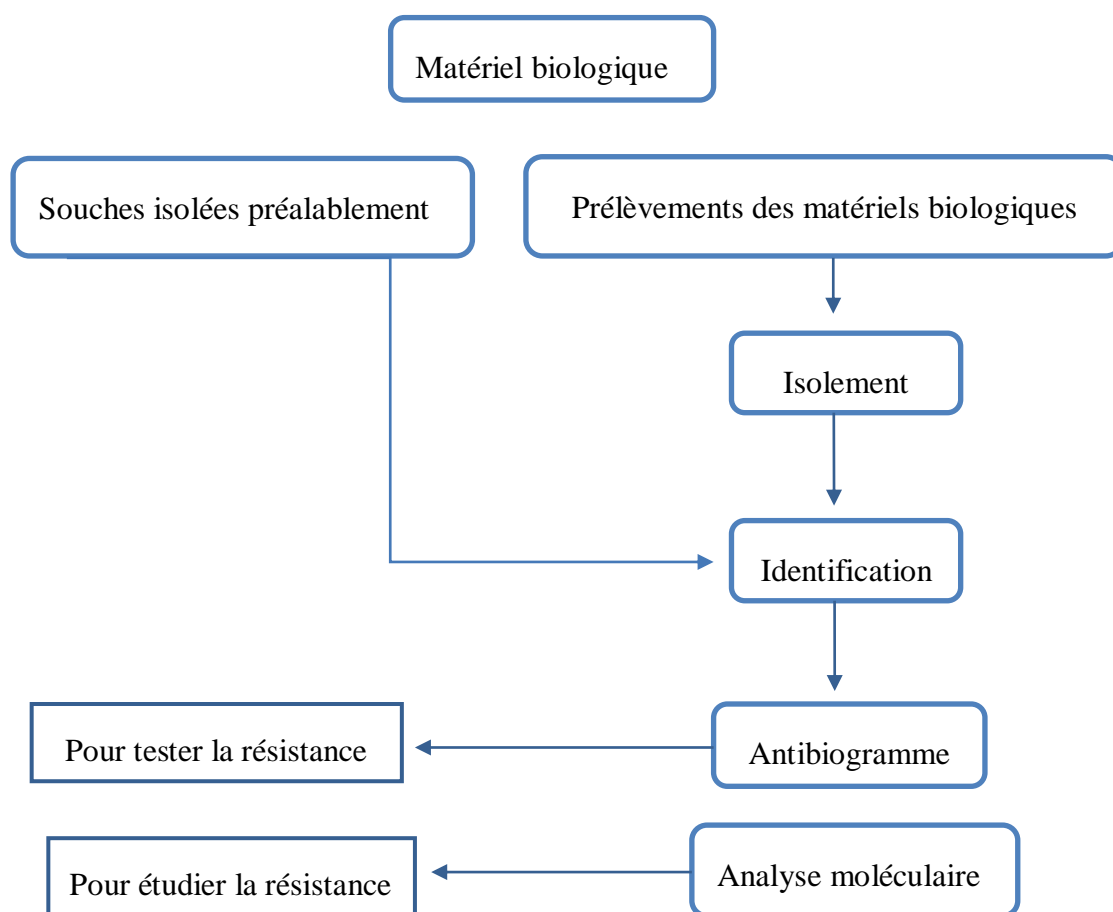 Matériel biologique
Souches isolées préalablement
Prélèvements des matériels biologiques
Isolement
Identification
Pour tester la résistance
Antibiogramme
Pour étudier la résistance
Analyse moléculaire